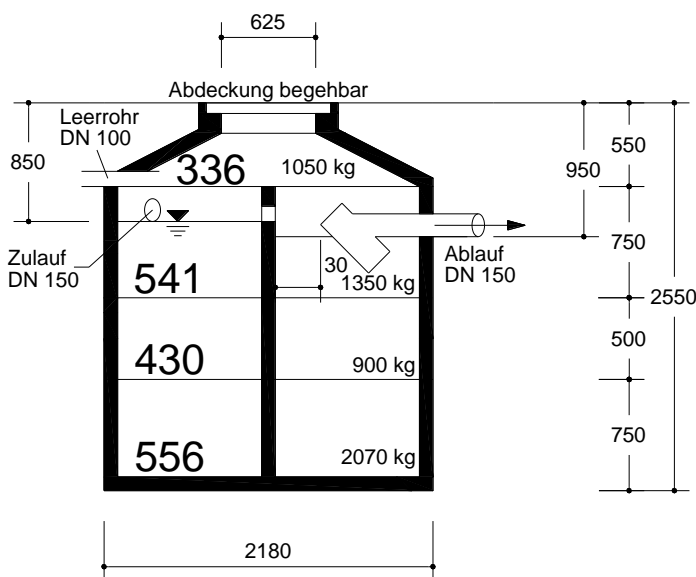 625
Abdeckung begehbar
Leerrohr
DN 100
850
336
1050 kg
950
550
Zulauf
DN 150
Ablauf
DN 150
750
30
541
1350 kg
2550
430
900 kg
500
556
2070 kg
750
2180